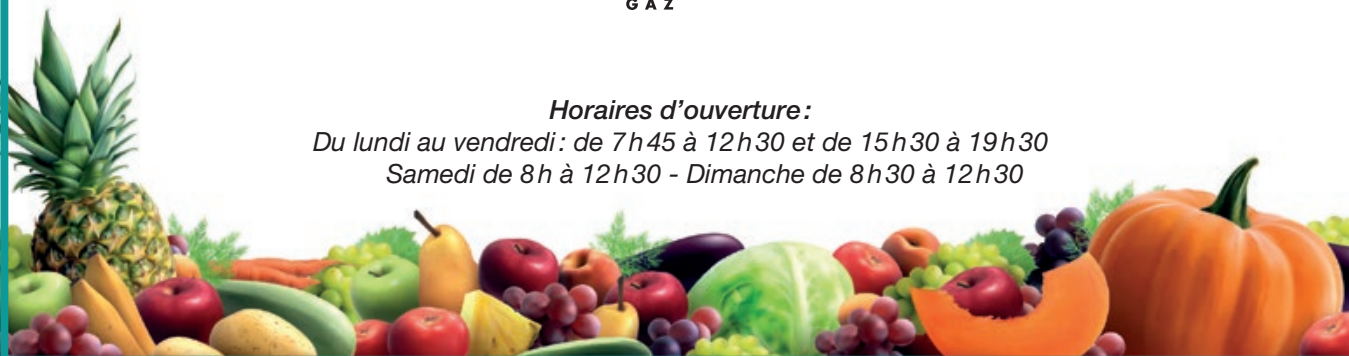 GAZ
Horaires d’ouverture :
Du lundi au vendredi : de 7h45 à 12h30 et de 15h30 à 19h30
Samedi de 8h à 12h30 - Dimanche de 8h30 à 12h30